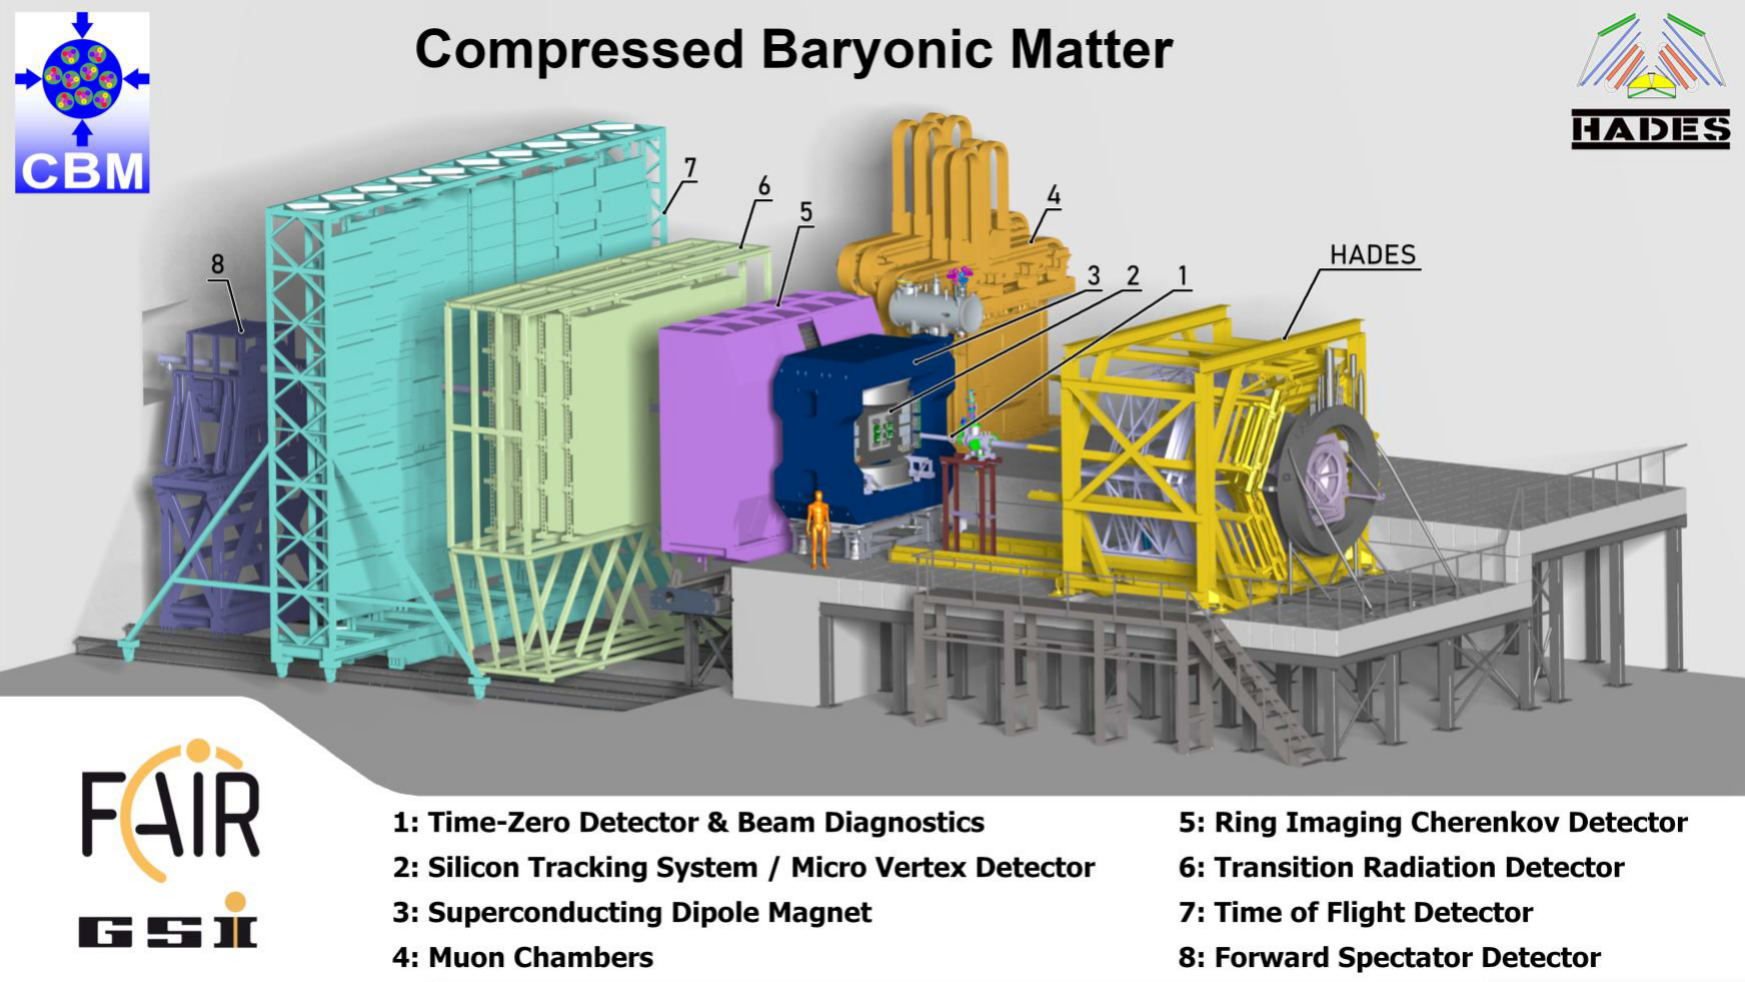 Compressed Baryonic Matter
CBM
HADES
7
6
5
4
8
3
2
1
HADES
FAIR
GSI
1: Time-Zero Detector & Beam Diagnostics
2: Silicon Tracking System / Micro Vertex Detector
3: Superconducting Dipole Magnet
4: Muon Chambers
5: Ring Imaging Cherenkov Detector
6: Transition Radiation Detector
7: Time of Flight Detector
8: Forward Spectator Detector